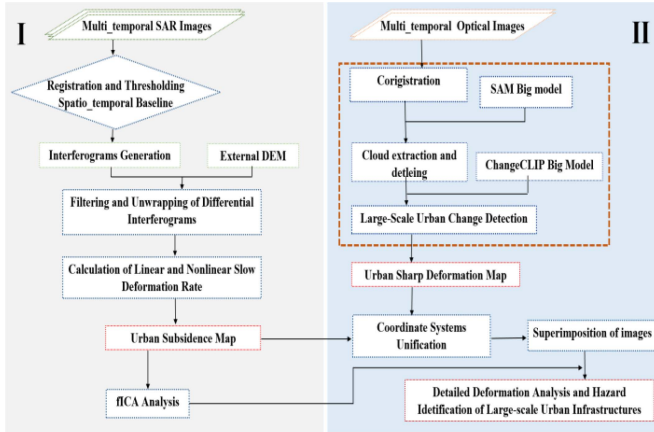 I
Multi_temporal SAR Images
Registration and Thresholding
Spatio_temporal Baseline
Interferograms Generation
External DEM
Filtering and Unwrapping of Differential
Interferograms
Calculation of Linear and Nonlinear Slow
Deformation Rate
Urban Subsidence Map
fICA Analysis
II
Multi_temporal Optical Images
Corigistration
SAM Big model
Cloud extraction and
detleing
ChangeCLIP Big Model
Large-Scale Urban Change Detection
Urban Sharp Deformation Map
Coordinate Systems
Unification
Superimposition of images
Detailed Deformation Analysis and Hazard
Idetification of Large-scale Urban Infrastructures